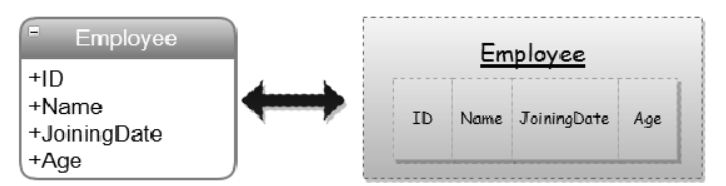 Employee
+ID
+Name
+JoiningDate
+Age
Employee
ID Name JoiningDate Age